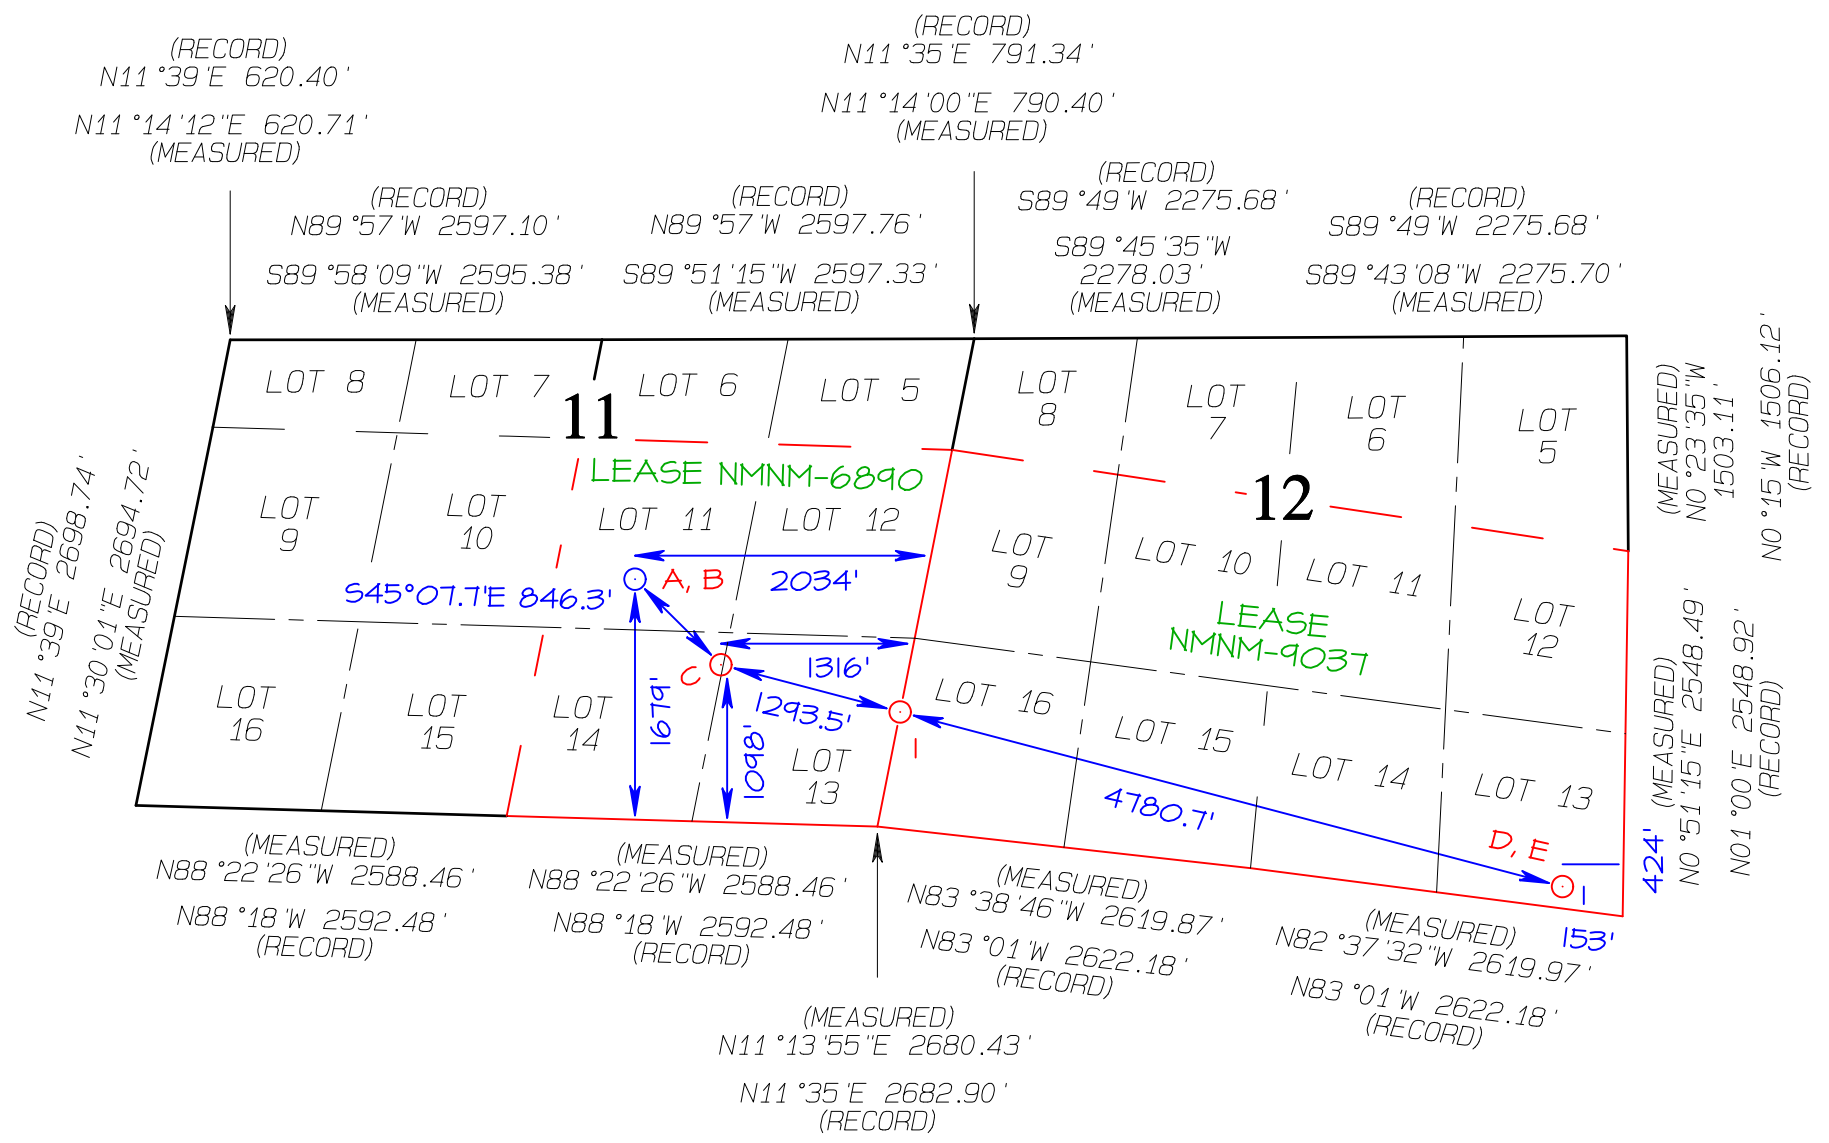 (RECORD)
N11°39'E 620.40'
N11°14'12"E 620.71'
(MEASURED)
(RECORD)
N11°35'E 791.34'
N11°14'00"E 790.40'
(MEASURED)
(RECORD)
N89°57'W 2597.10'
S89°58'09"W 2595.38'
(MEASURED)
(RECORD)
N89°57'W 2597.76'
S89°51'15"W 2597.33'
(MEASURED)
(RECORD)
S89°49'W 2275.68'
S89°45'35"W
2278.03'
(MEASURED)
(RECORD)
S89°49'W 2275.68'
S89°43'08"W 2275.70'
(MEASURED)
(MEASURED)
N0°23'35"W
1503.11'
N0°15'W 1506.12'
(RECORD)
LOT 8
LOT 7
LOT 6
LOT 5
LOT
8
LOT
7
LOT
6
LOT
5
11
12
LEASE NMNM-6890
(RECORD)
N11°39'E 2698.74'
N11°30'01"E 2694.72'
(MEASURED)
LOT
9
LOT
10
LOT 11
LOT 12
LOT
9
LOT 10
LOT 11
LOT
12
2034'
A, B
S45°07.7'E 846.3'
LEASE
NMNM-9037
1316'
C
1679'
1293.5'
1098'
1
LOT
16
LOT
15
LOT
14
LOT
13
LOT 16
LOT 15
LOT 14
LOT 13
4780.7'
D, E
1
424'
153'
(MEASURED)
N0°51'15"E 2548.49'
N01°00'E 2548.92'
(RECORD)
(MEASURED)
N88°22'26"W 2588.46'
N88°18'W 2592.48'
(RECORD)
(MEASURED)
N88°22'26"W 2588.46'
N88°18'W 2592.48'
(RECORD)
(MEASURED)
N83°38'46"W 2619.87'
N83°01'W 2622.18'
(RECORD)
(MEASURED)
N82°37'32"W 2619.97'
N83°01'W 2622.18'
(RECORD)
(MEASURED)
N11°13'55"E 2680.43'
N11°35'E 2682.90'
(RECORD)